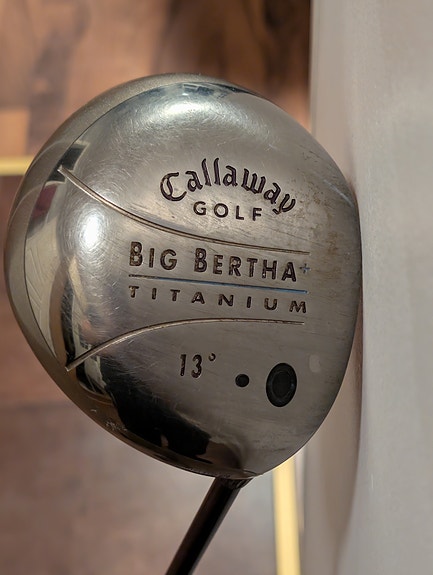 Callaway
GOLF
BIG BERTHA+
TITANIUM
13°